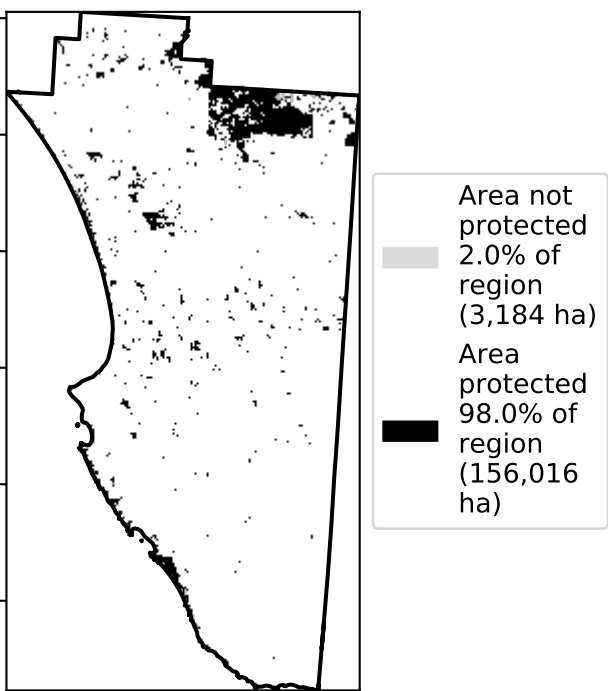 Area not
protected
2.0% of
region
(3,184 ha)
Area
protected
98.0% of
region
(156,016
ha)